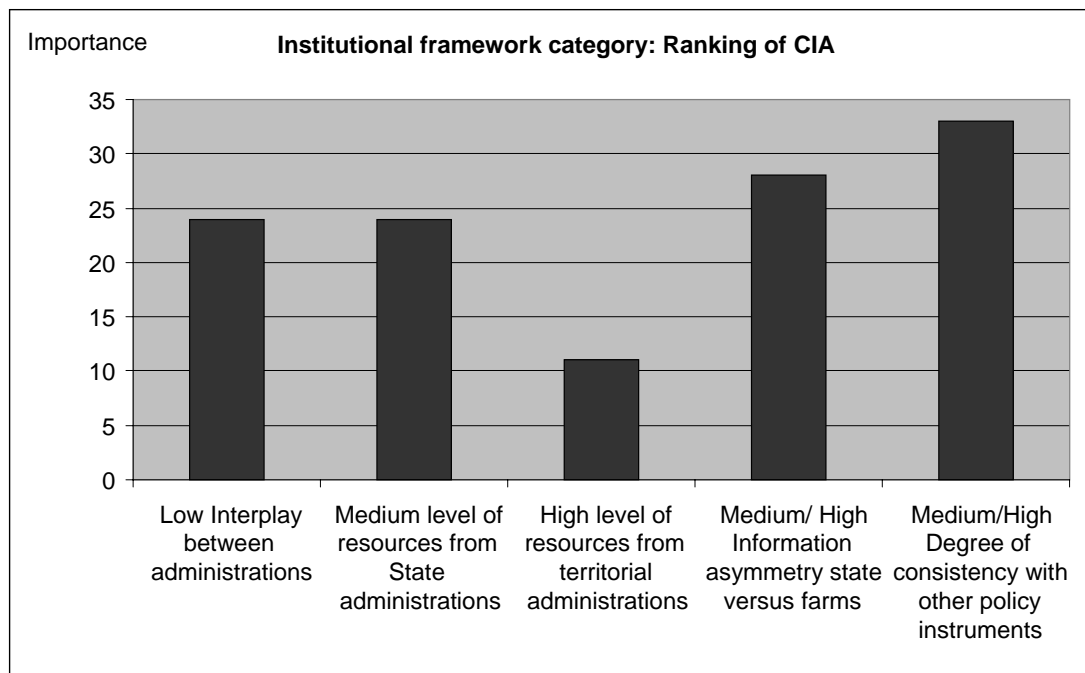 Importance
Institutional framework category: Ranking of CIA
35
30
25
20
15
10
5
0
Low Interplay
between
administrations
Medium level of
resources from
State
administrations
High level of
resources from
territorial
administrations
Medium/ High
Information
asymmetry state
versus farms
Medium/High
Degree of
consistency with
other policy
instruments